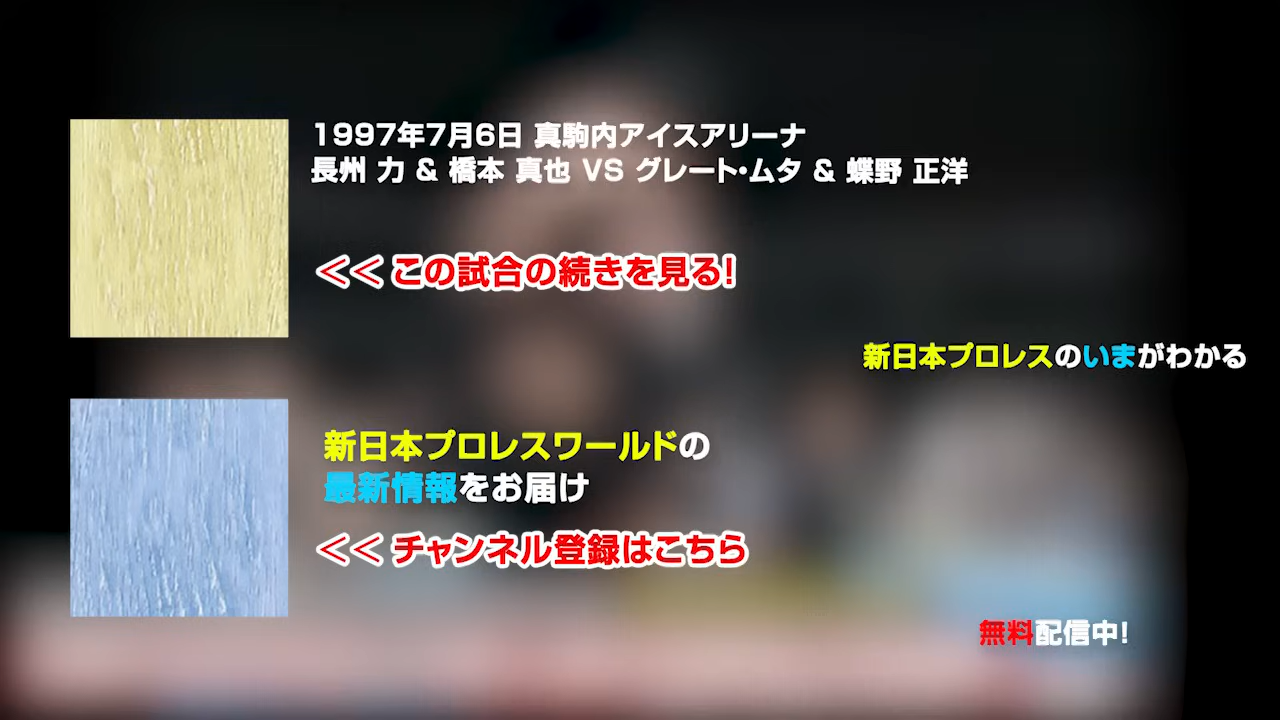 1997年7月6日 真駒内アイスアリーナ
長州 力 & 橋本 真也 VS グレート・ムタ & 蝶野 正洋
<< この試合の続きを見る!
新日本プロレスのいまがわかる
新日本プロレスワールドの
最新情報をお届け
<< チャンネル登録はこちら
無料配信中!